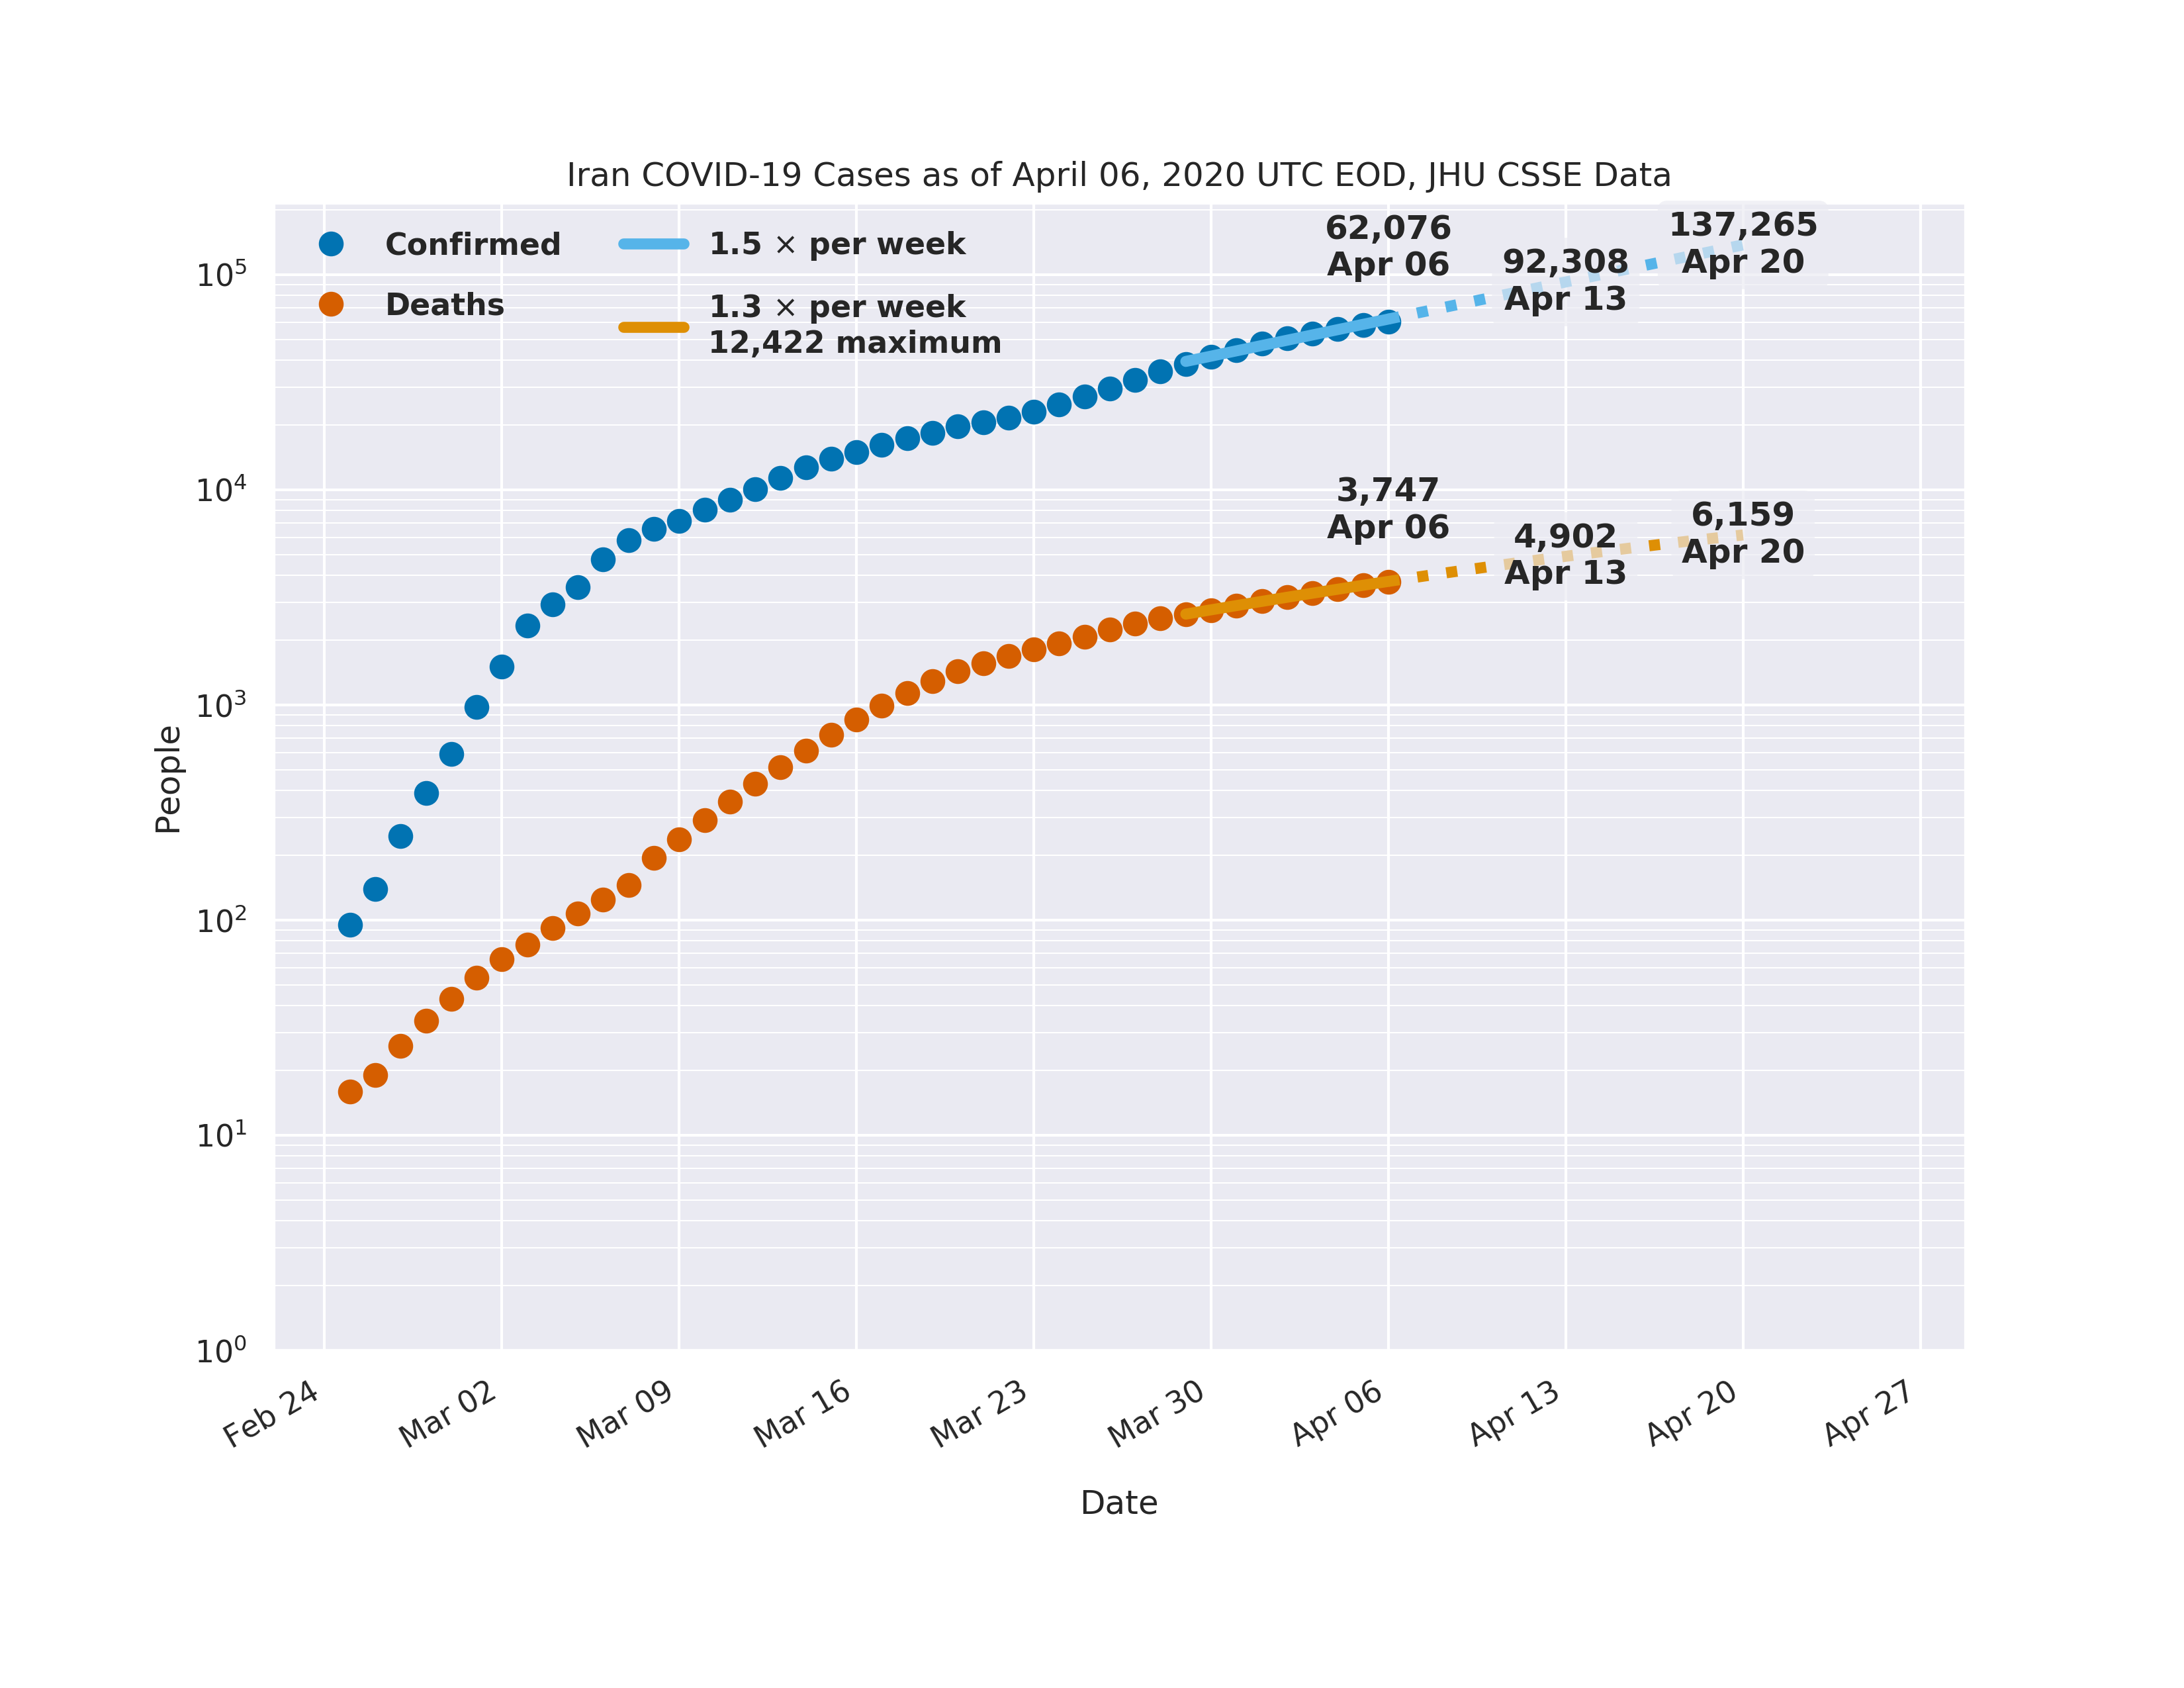 Iran COVID-19 Cases as of April 06, 2020 UTC EOD, JHU CSSE Data
Confirmed
Deaths
1.5 × per week
1.3 × per week
12,422 maximum
62,076
Apr 06
92,308
Apr 13
137,265
Apr 20
3,747
Apr 06
4,902
Apr 13
6,159
Apr 20
People
10⁵
10⁴
10³
10²
10¹
10⁰
Feb 24
Mar 02
Mar 09
Mar 16
Mar 23
Mar 30
Apr 06
Apr 13
Apr 20
Apr 27
Date